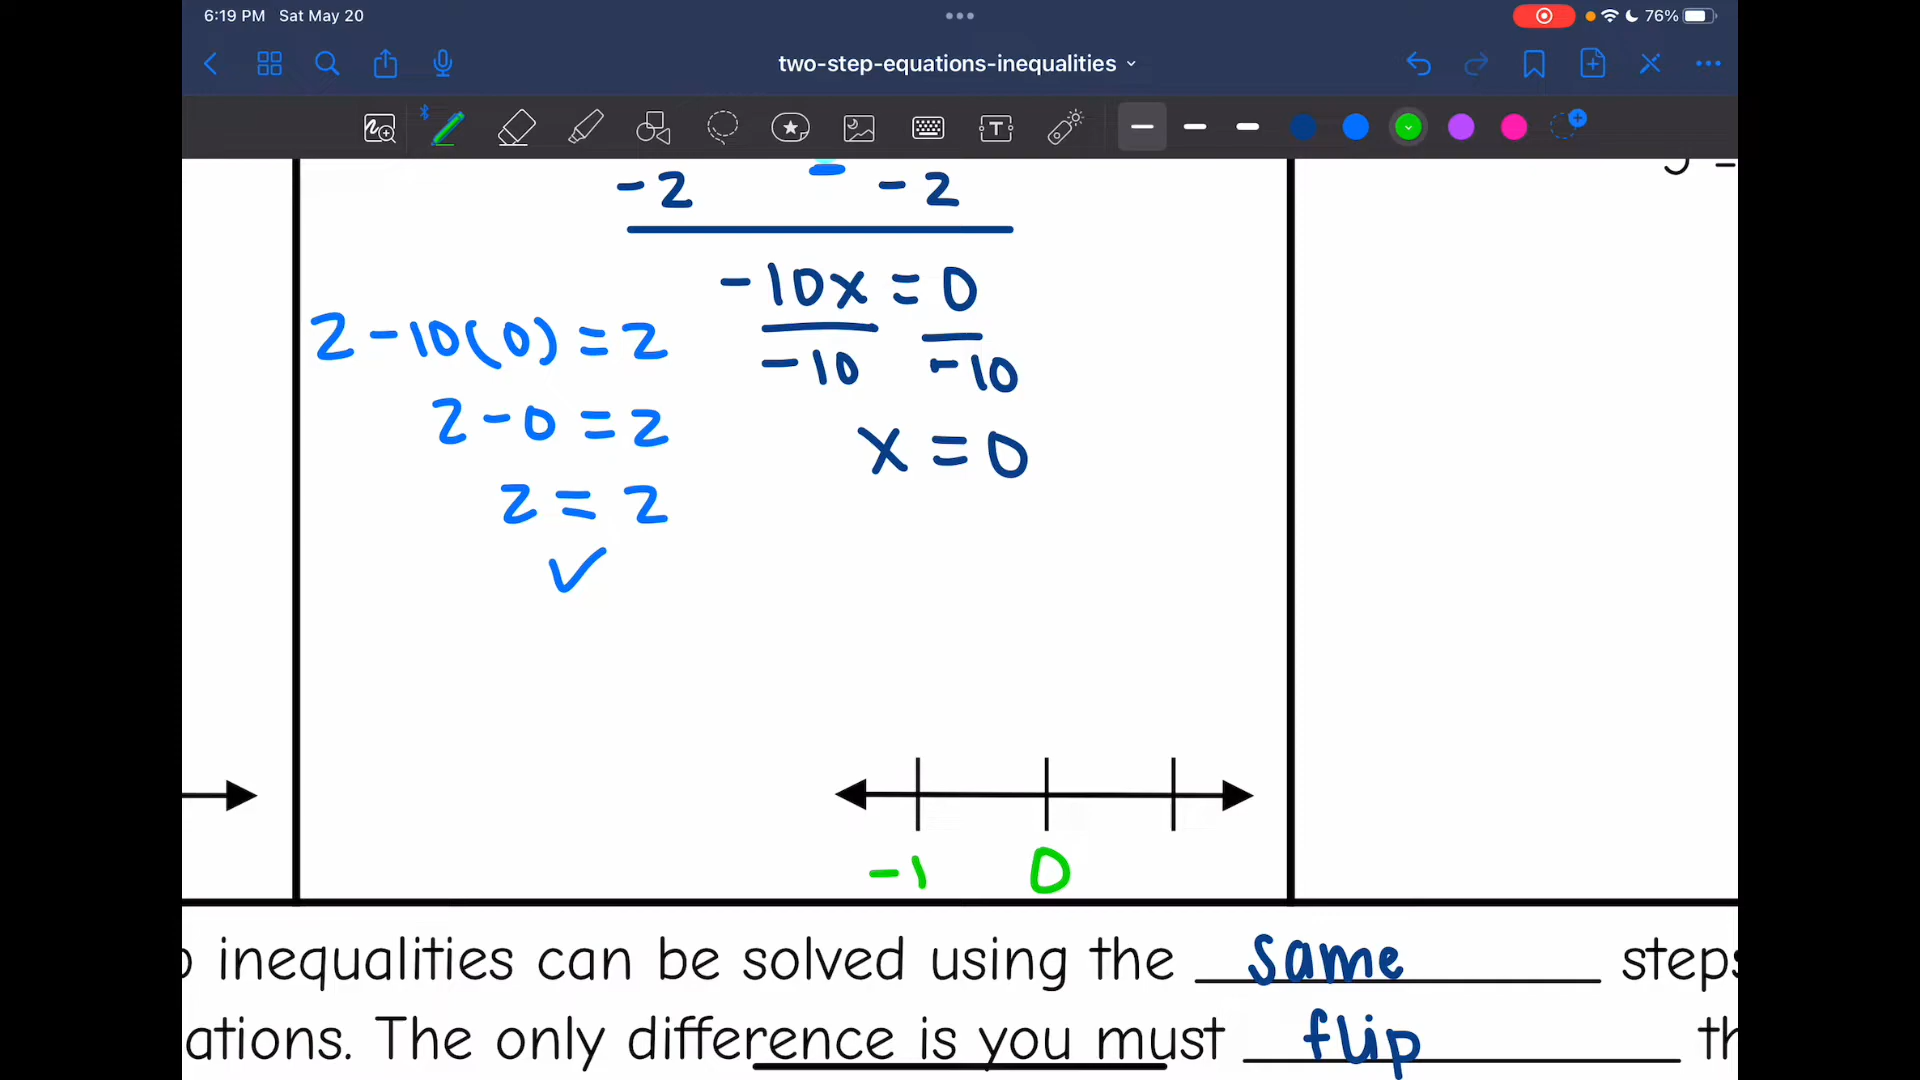 6:19 PM Sat May 20
76%
two-step-equations-inequalities
T
-2 -2
-10x = 0
-10 -10
x = 0
2 - 10(0) = 2
2 - 0 = 2
2 = 2
✓
-1 0
inequalities can be solved using the same steps
ations. The only difference is you must flip th